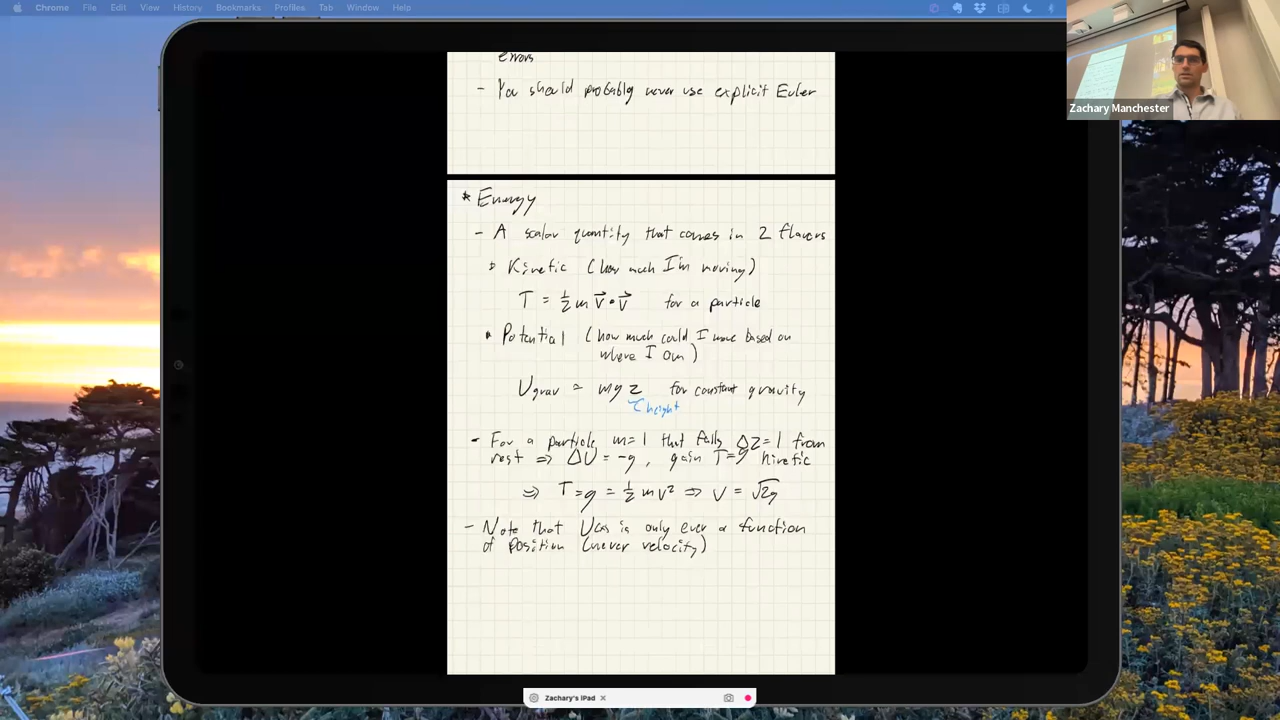 Chrome File Edit View History Bookmarks Profiles Tab Window Help
Zachary Manchester
errors
- You should probably never use explicit Euler
* Energy
- A scalar quantity that comes in 2 flavors
• Kinetic (how much I'm moving)
T = ½ m v⃗ • v⃗ for a particle
• Potential (how much could I move based on
where I am)
Ugrav = mg z for constant gravity
height
- For a particle m=1 that falls Δz=1 from
rest ⇒ ΔU = -g, gain T=g kinetic
⇒ T=g = ½ mv² ⇒ v = √2g
- Note that U(x) is only ever a function
of position (never velocity)
Zachary's iPad